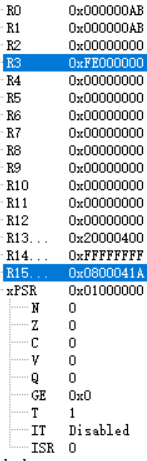 R0 0x000000AB
R1 0x000000AB
R2 0x00000000
R3 0xFE000000
R4 0x00000000
R5 0x00000000
R6 0x00000000
R7 0x00000000
R8 0x00000000
R9 0x00000000
R10 0x00000000
R11 0x00000000
R12 0x00000000
R13... 0x20000400
R14... 0xFFFFFFFF
R15... 0x0800041A
xPSR 0x01000000
N 0
Z 0
C 0
V 0
Q 0
GE 0x0
T 1
IT Disabled
ISR 0